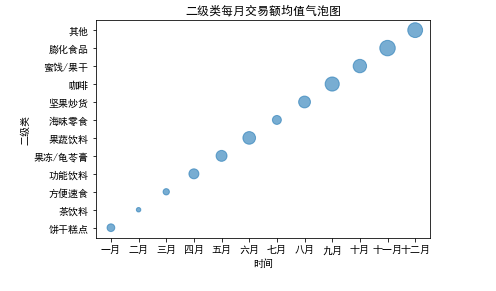 二级类每月交易额均值气泡图
其他
膨化食品
蜜饯/果干
咖啡
坚果炒货
海味零食
果蔬饮料
果冻/龟苓膏
功能饮料
方便速食
茶饮料
饼干糕点
二级类
一月 二月 三月 四月 五月 六月 七月 八月 九月 十月 十一月 十二月
时间